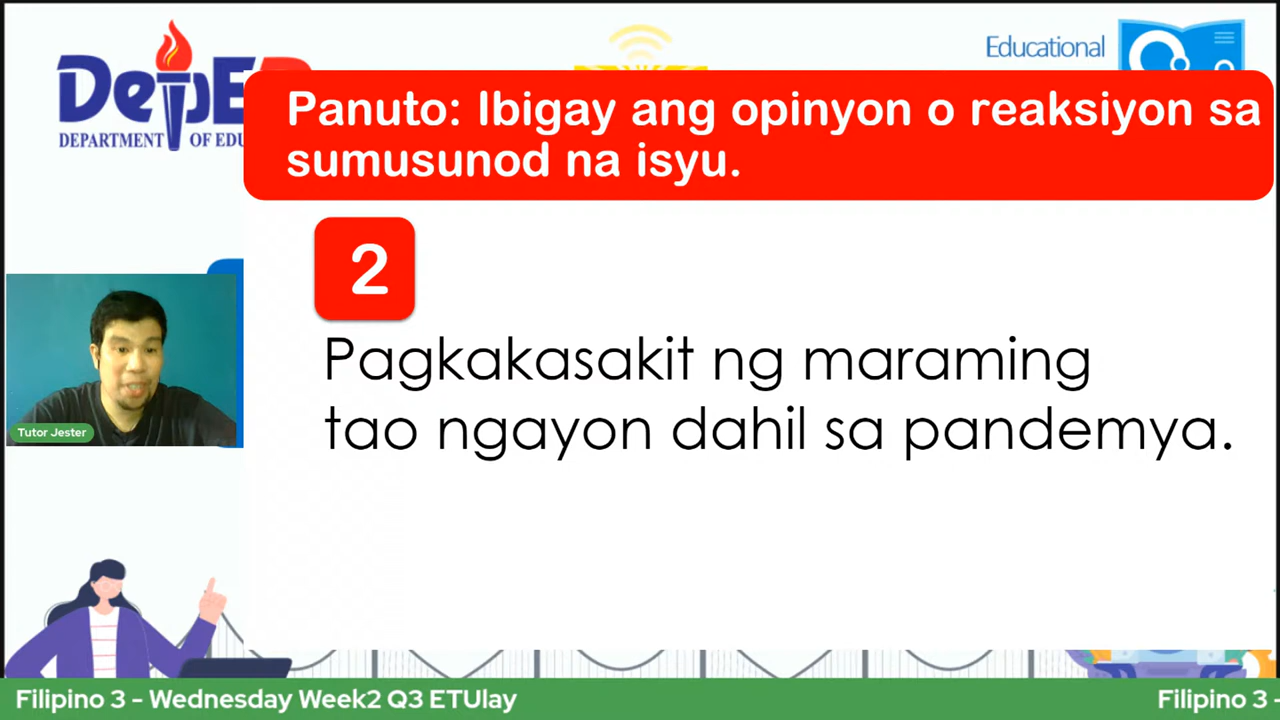 DepE
DEPARTMENT OF EDU
Educational
Panuto: Ibigay ang opinyon o reaksiyon sa
sumusunod na isyu.
2
Pagkakasakit ng maraming
tao ngayon dahil sa pandemya.
Tutor Jester
Filipino 3 - Wednesday Week2 Q3 ETUlay
Filipino 3 -